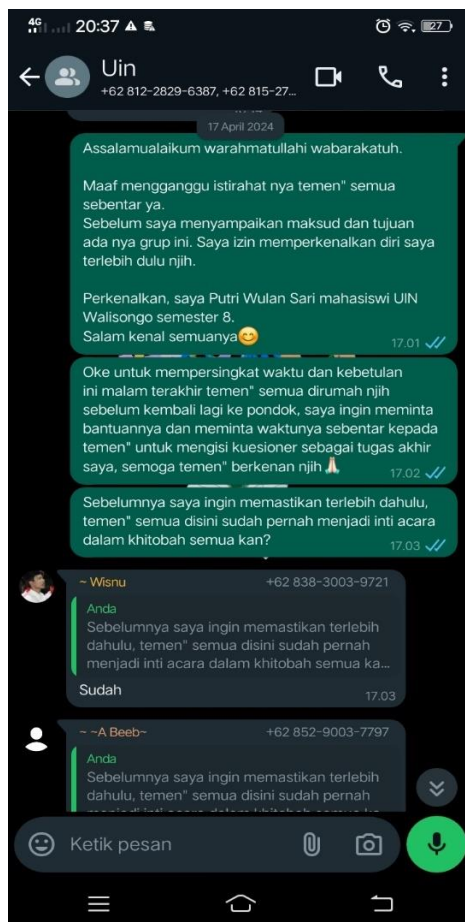 4G 20:37 27
Uin
+62 812-2829-6387, +62 815-27...
17 April 2024
Assalamualaikum warahmatullahi wabarakatuh.
Maaf mengganggu istirahat nya temen" semua
sebentar ya.
Sebelum saya menyampaikan maksud dan tujuan
ada nya grup ini. Saya izin memperkenalkan diri saya
terlebih dulu njih.
Perkenalkan, saya Putri Wulan Sari mahasiswi UIN
Walisongo semester 8.
Salam kenal semuanya😊
17.01
Oke untuk mempersingkat waktu dan kebetulan
ini malam terakhir temen" semua dirumah njih
sebelum kembali lagi ke pondok, saya ingin meminta
bantuannya dan meminta waktunya sebentar kepada
temen" untuk mengisi kuesioner sebagai tugas akhir
saya, semoga temen" berkenan njih🙏🏻
17.02
Sebelumnya saya ingin memastikan terlebih dahulu,
temen" semua disini sudah pernah menjadi inti acara
dalam khitobah semua kan?
17.03
~ Wisnu +62 838-3003-9721
Anda
Sebelumnya saya ingin memastikan terlebih
dahulu, temen" semua disini sudah pernah
menjadi inti acara dalam khitobah semua ka...
Sudah
17.03
~ ~A Beeb~ +62 852-9003-7797
Anda
Sebelumnya saya ingin memastikan terlebih
dahulu, temen" semua disini sudah pernah
Ketik pesan